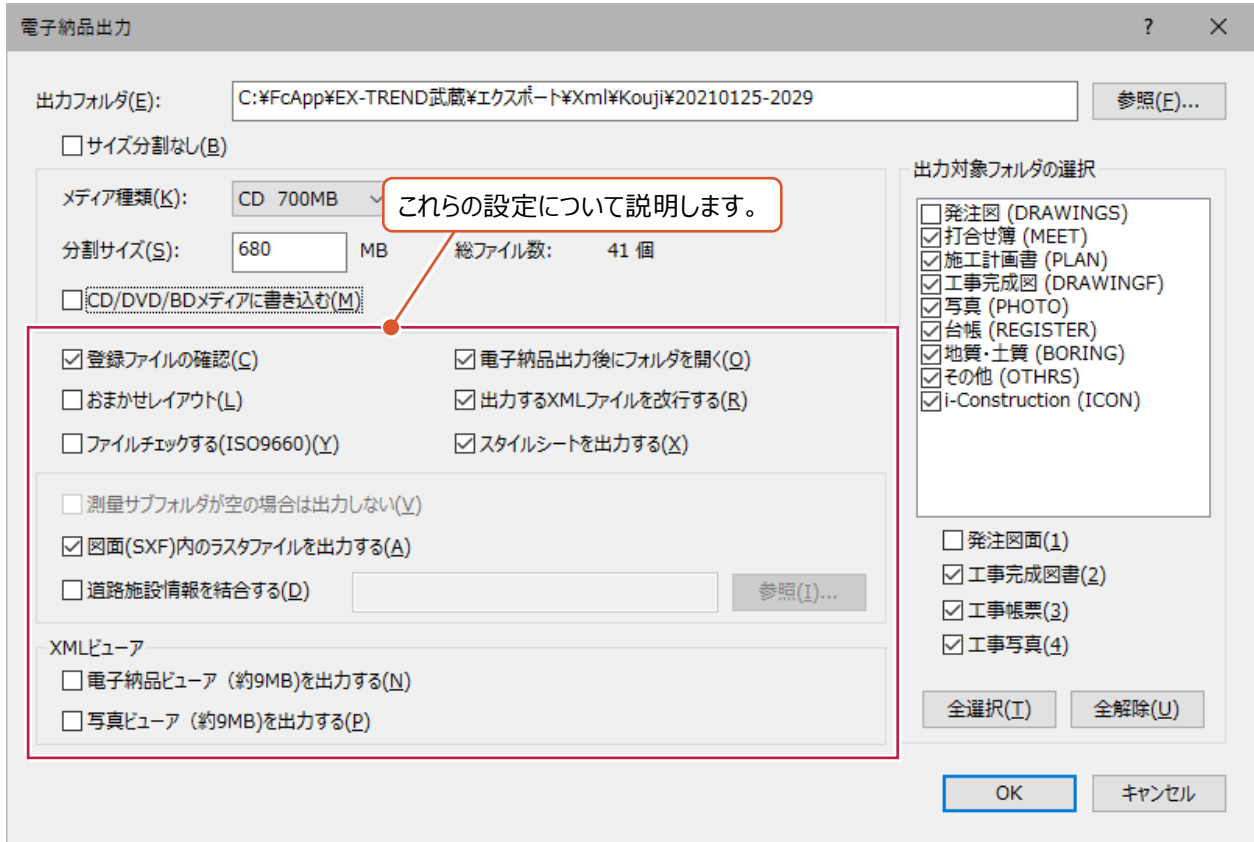 電子納品出力
出力フォルダ(E):
C:¥FcApp¥EX-TREND武蔵¥エクスポート¥Xml¥Kouji¥20210125-2029
参照(F)...
サイズ分割なし(B)
メディア種類(K):
CD 700MB
これらの設定について説明します。
分割サイズ(S):
680
MB
総ファイル数:
41 個
CD/DVD/BDメディアに書き込む(M)
登録ファイルの確認(C)
電子納品出力後にフォルダを開く(O)
おまかせレイアウト(L)
出力するXMLファイルを改行する(R)
ファイルチェックする(ISO9660)(Y)
スタイルシートを出力する(X)
測量サブフォルダが空の場合は出力しない(V)
図面(SXF)内のラスタファイルを出力する(A)
道路施設情報を結合する(D)
参照(I)...
XMLビューア
電子納品ビューア（約9MB)を出力する(N)
写真ビューア（約9MB)を出力する(P)
出力対象フォルダの選択
発注図 (DRAWINGS)
打合せ簿 (MEET)
施工計画書 (PLAN)
工事完成図 (DRAWINGF)
写真 (PHOTO)
台帳 (REGISTER)
地質・土質 (BORING)
その他 (OTHRS)
i-Construction (ICON)
発注図面(1)
工事完成図書(2)
工事帳票(3)
工事写真(4)
全選択(T)
全解除(U)
OK
キャンセル